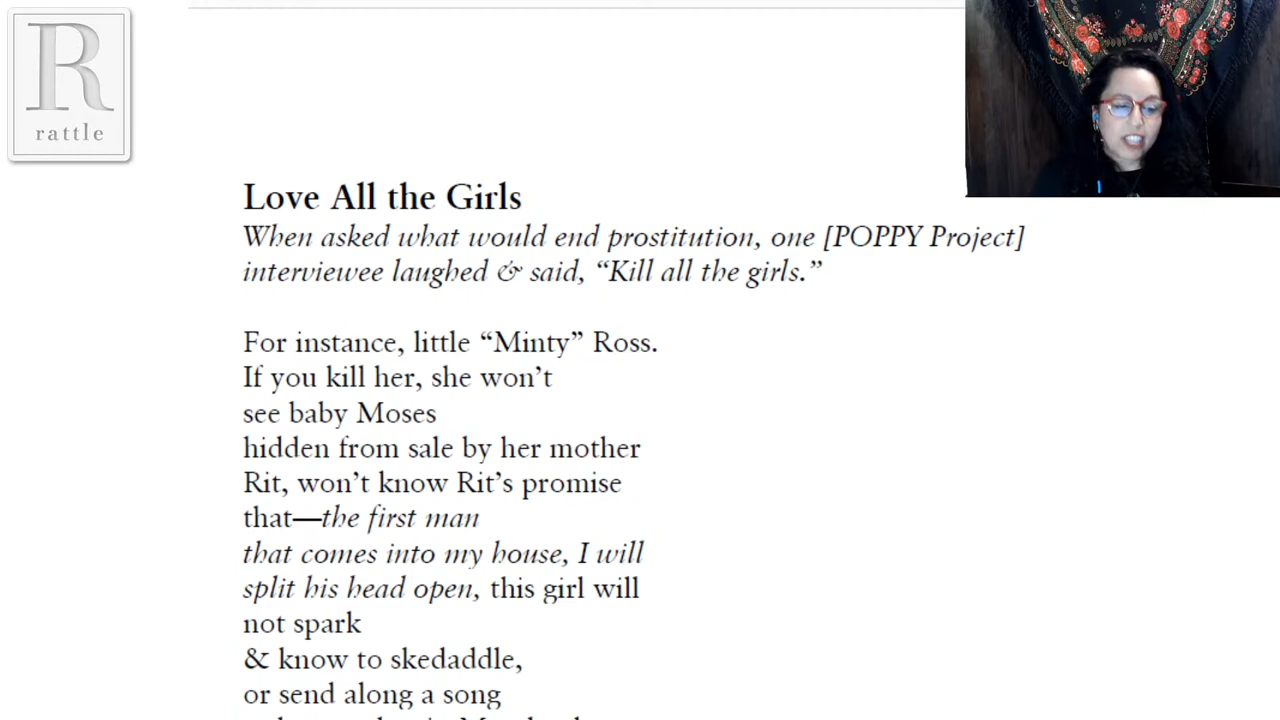 R
rattle
Love All the Girls
When asked what would end prostitution, one [POPPY Project]
interviewee laughed & said, “Kill all the girls.”
For instance, little “Minty” Ross.
If you kill her, she won’t
see baby Moses
hidden from sale by her mother
Rit, won’t know Rit’s promise
that—the first man
that comes into my house, I will
split his head open, this girl will
not spark
& know to skedaddle,
or send along a song